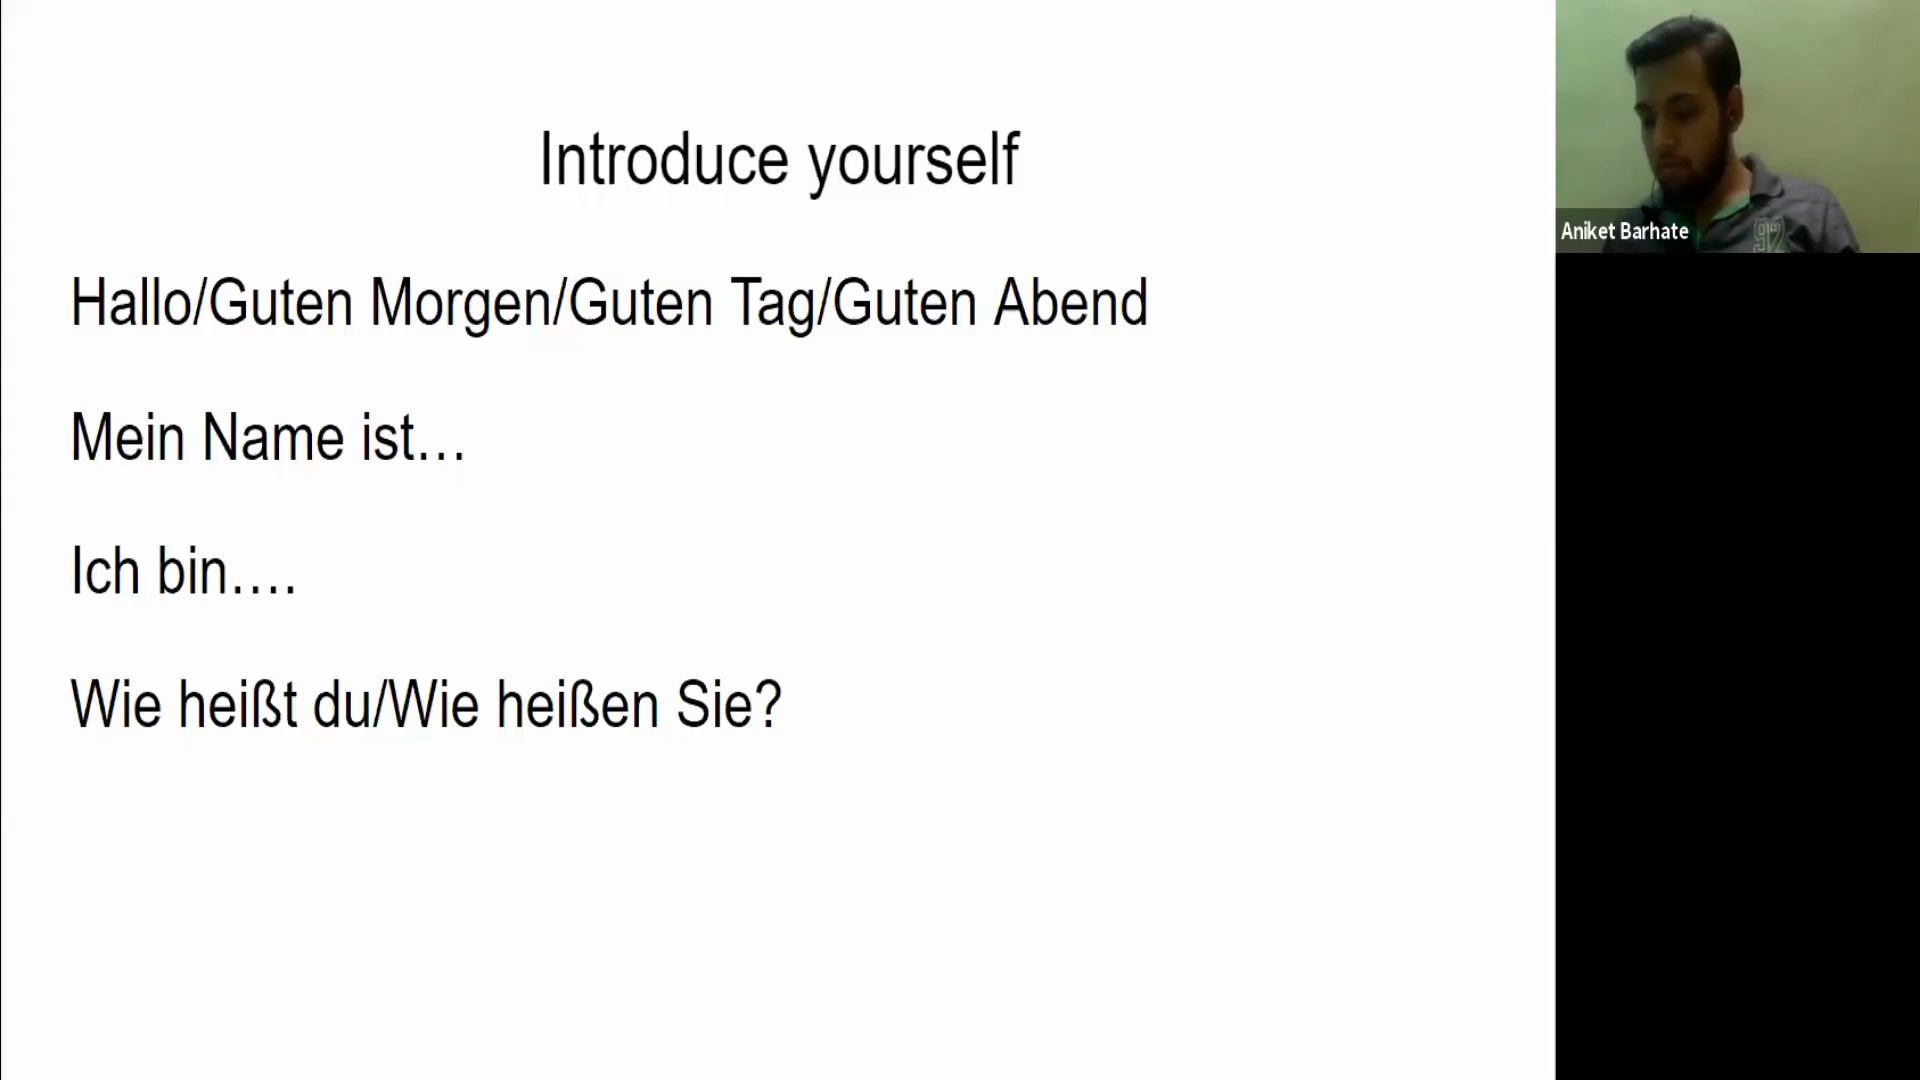 Introduce yourself
Hallo/Guten Morgen/Guten Tag/Guten Abend
Mein Name ist…
Ich bin….
Wie heißt du/Wie heißen Sie?
Aniket Barhate
92